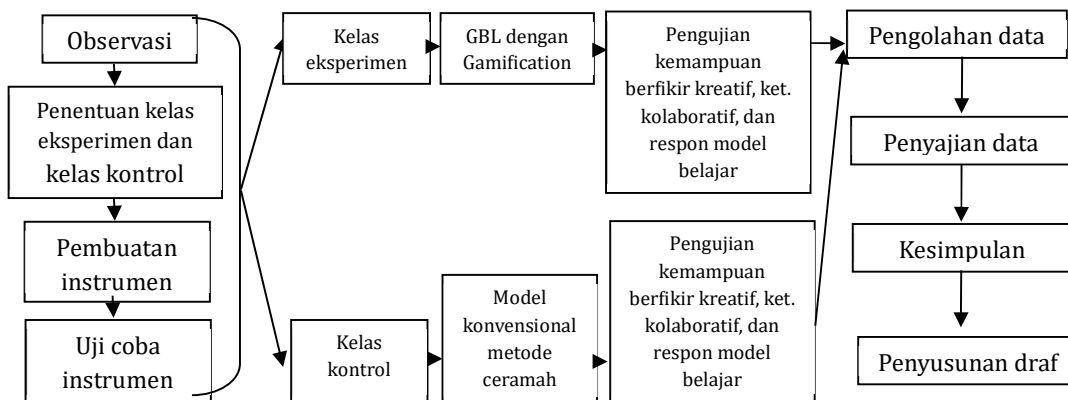 Observasi
Penentuan kelas
eksperimen dan
kelas kontrol
Pembuatan
instrumen
Uji coba
instrumen
Kelas
eksperimen
GBL dengan
Gamification
Pengujian
kemampuan
berfikir kreatif, ket.
kolaboratif, dan
respon model
belajar
Kelas
kontrol
Model
konvensional
metode
ceramah
Pengujian
kemampuan
berfikir kreatif, ket.
kolaboratif, dan
respon model
belajar
Pengolahan data
Penyajian data
Kesimpulan
Penyusunan draf